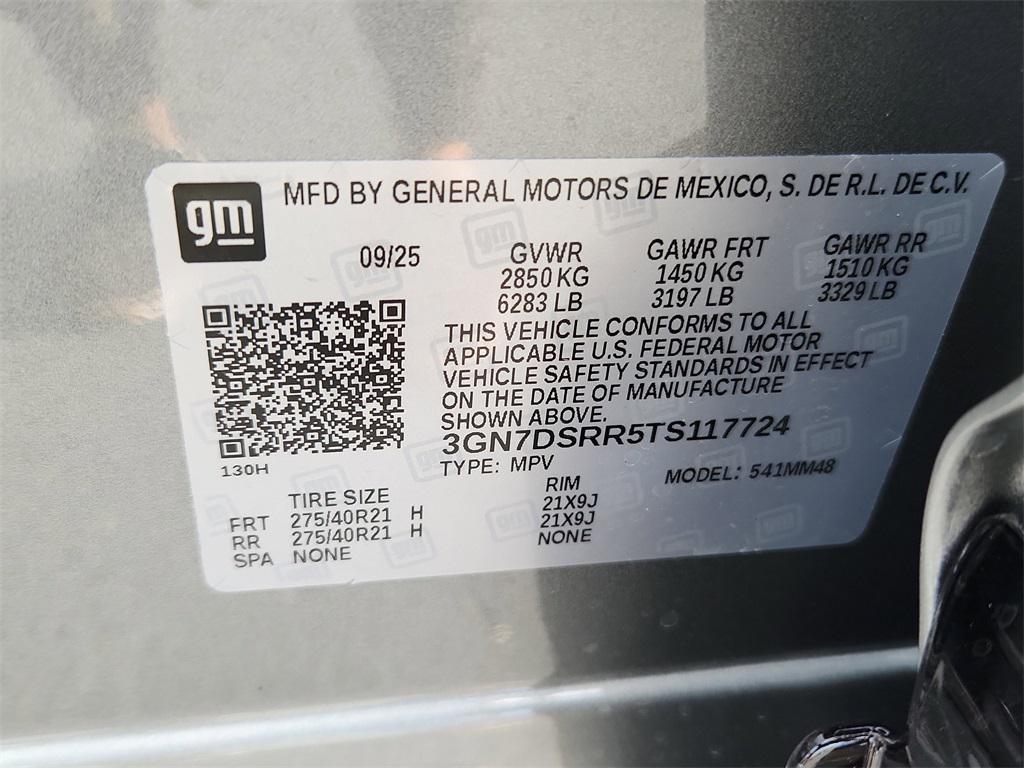 gm
MFD BY GENERAL MOTORS DE MEXICO, S. DE R.L. DE C.V.
09/25 GVWR GAWR FRT GAWR RR
2850 KG 1450 KG 1510 KG
6283 LB 3197 LB 3329 LB
THIS VEHICLE CONFORMS TO ALL
APPLICABLE U.S. FEDERAL MOTOR
VEHICLE SAFETY STANDARDS IN EFFECT
ON THE DATE OF MANUFACTURE
SHOWN ABOVE.
3GN7DSRR5TS117724
130H
TYPE: MPV MODEL: 541MM48
TIRE SIZE RIM
FRT 275/40R21 H 21X9J
RR 275/40R21 H 21X9J
SPA NONE NONE